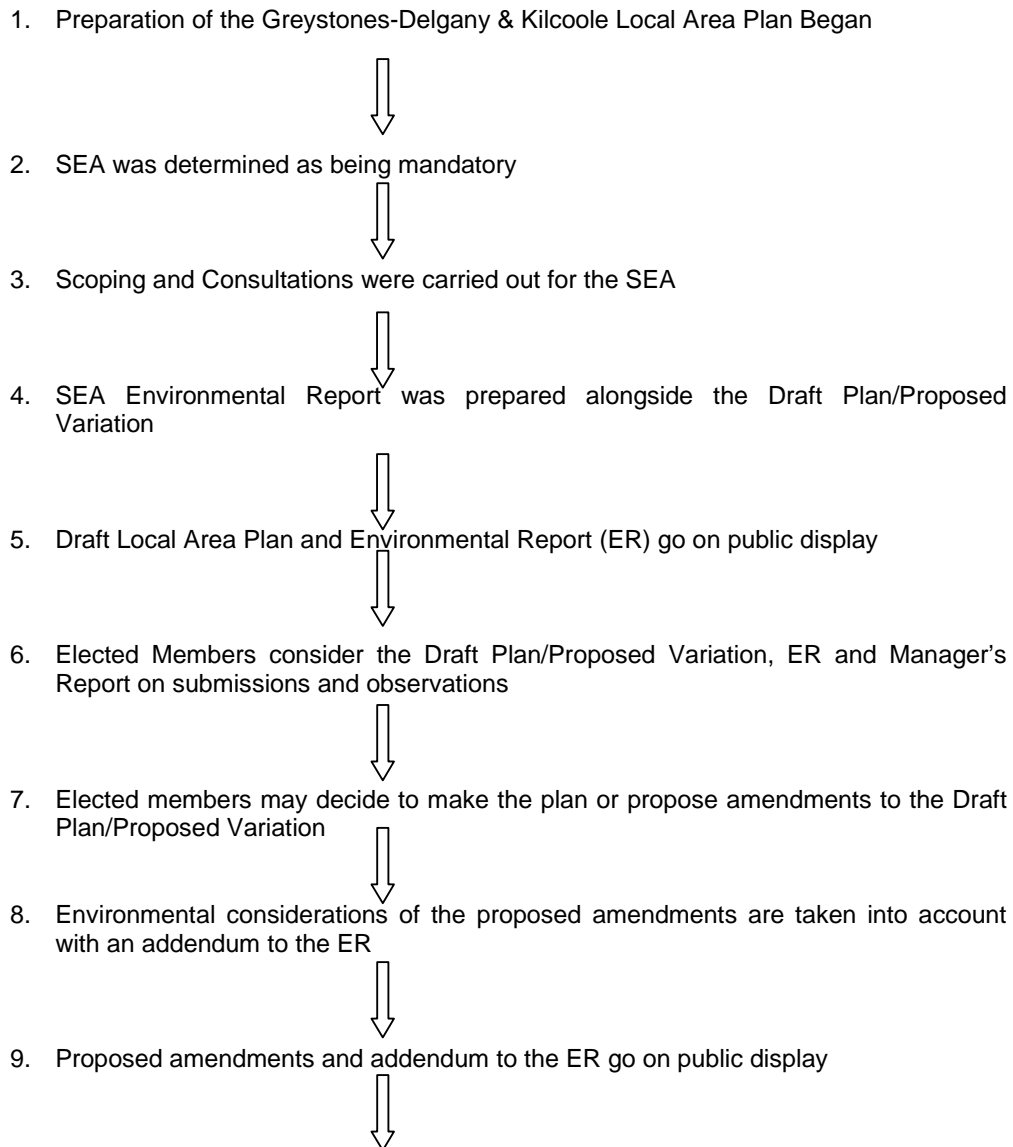 1. Preparation of the Greystones-Delgany & Kilcoole Local Area Plan Began
2. SEA was determined as being mandatory
3. Scoping and Consultations were carried out for the SEA
4. SEA Environmental Report was prepared alongside the Draft Plan/Proposed
Variation
5. Draft Local Area Plan and Environmental Report (ER) go on public display
6. Elected Members consider the Draft Plan/Proposed Variation, ER and Manager's
Report on submissions and observations
7. Elected members may decide to make the plan or propose amendments to the Draft
Plan/Proposed Variation
8. Environmental considerations of the proposed amendments are taken into account
with an addendum to the ER
9. Proposed amendments and addendum to the ER go on public display